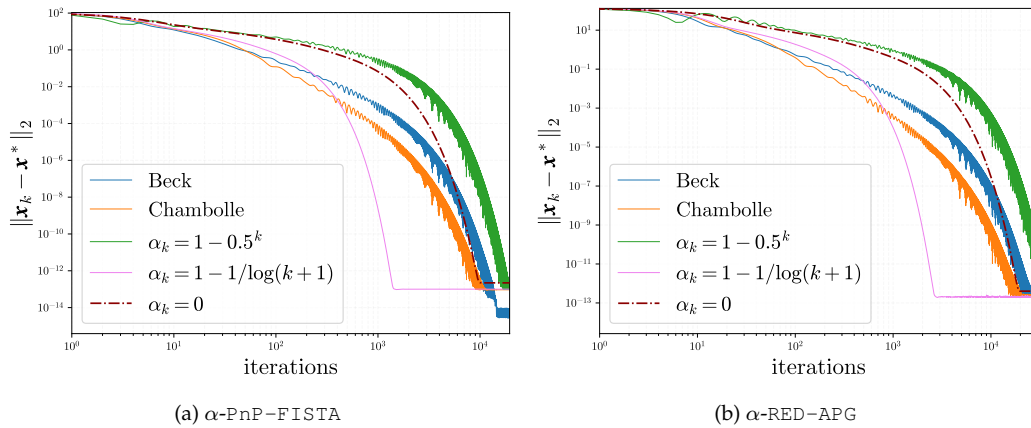 10^2
10^0
10^{-2}
10^{-4}
10^{-6}
10^{-8}
10^{-10}
10^{-12}
10^{-14}
‖x_k − x^*‖_2
Beck
Chambolle
α_k = 1 − 0.5^k
α_k = 1 − 1/log(k + 1)
α_k = 0
10^0 10^1 10^2 10^3 10^4
iterations
(a) α-PnP-FISTA
10^1
10^{-1}
10^{-3}
10^{-5}
10^{-7}
10^{-9}
10^{-11}
10^{-13}
‖x_k − x^*‖_2
Beck
Chambolle
α_k = 1 − 0.5^k
α_k = 1 − 1/log(k + 1)
α_k = 0
10^0 10^1 10^2 10^3 10^4
iterations
(b) α-RED-APG